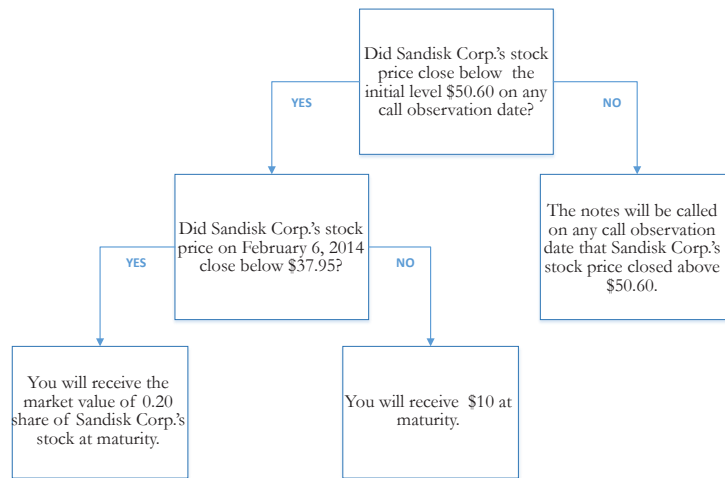 Did Sandisk Corp.'s stock
price close below the
initial level $50.60 on any
call observation date?
YES
NO
Did Sandisk Corp.'s stock
price on February 6, 2014
close below $37.95?
The notes will be called
on any call observation
date that Sandisk Corp.'s
stock price closed above
$50.60.
YES
NO
You will receive the
market value of 0.20
share of Sandisk Corp.'s
stock at maturity.
You will receive $10 at
maturity.